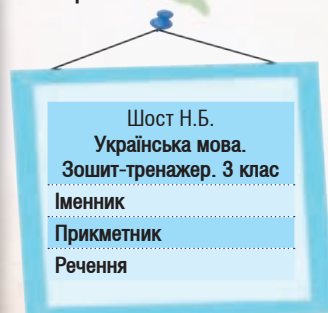 Шост Н.Б.
Українська мова.
Зошит-тренажер. 3 клас
Іменник
Прикметник
Речення